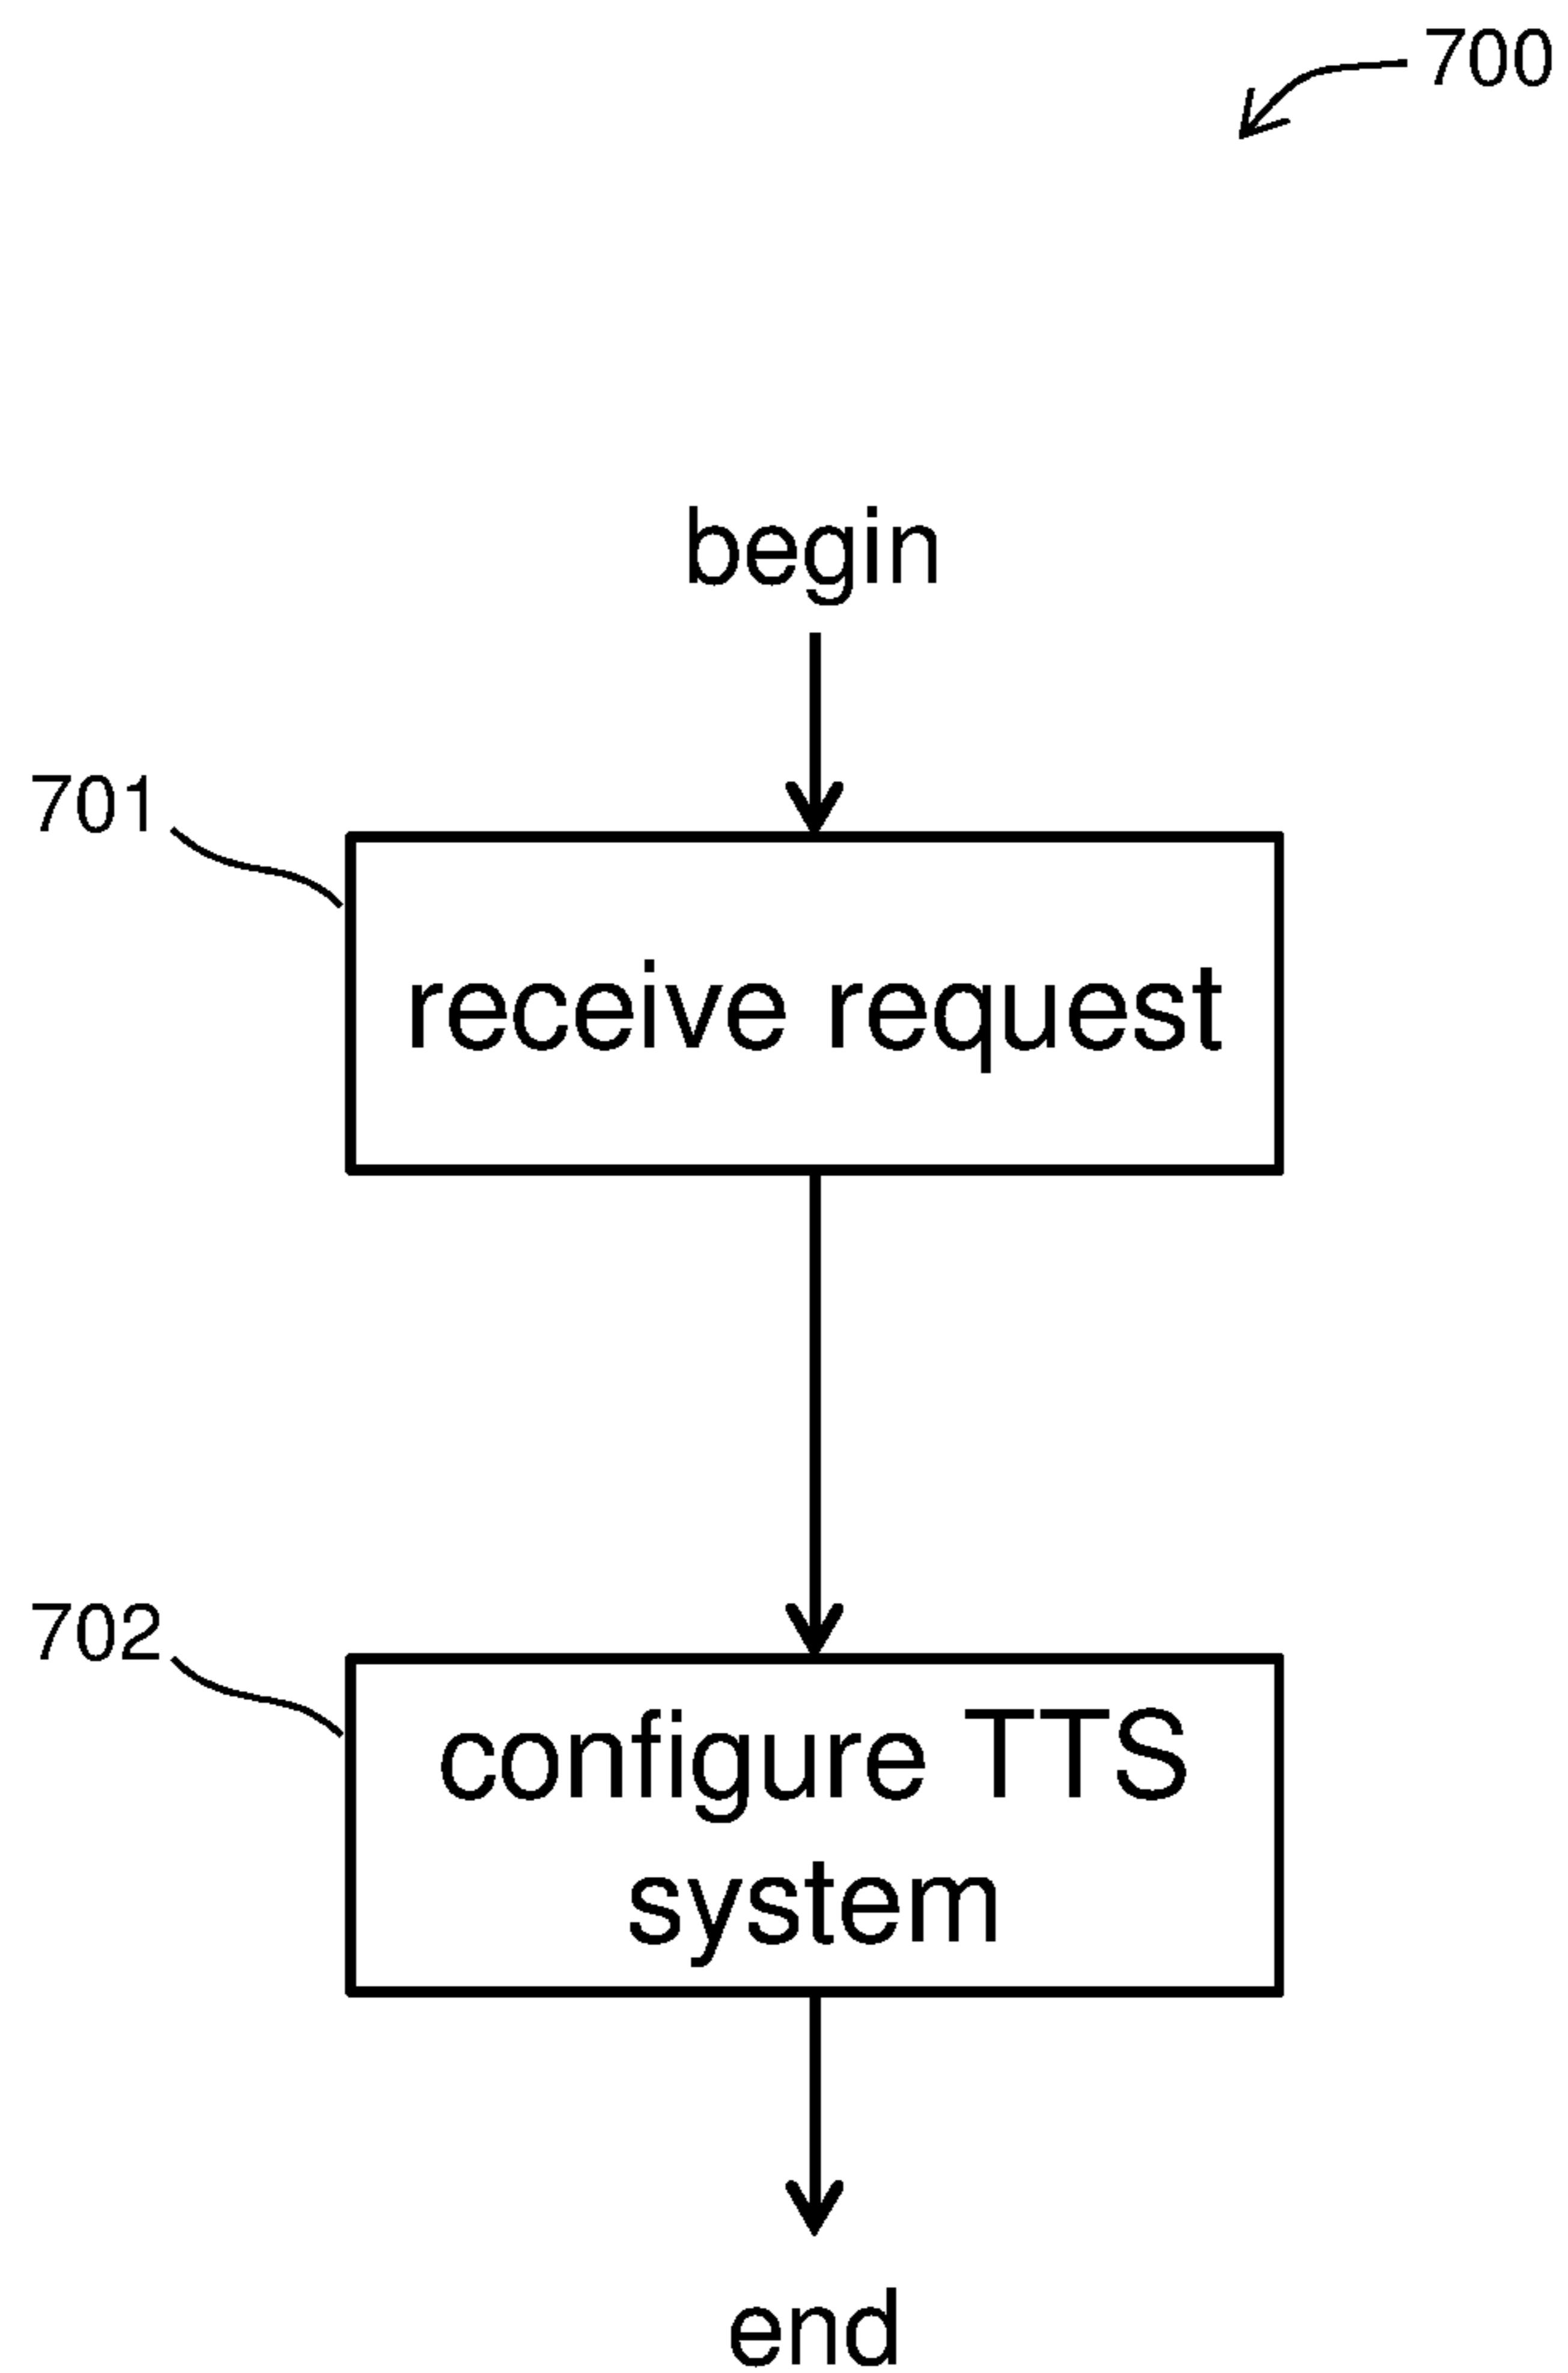 700
begin
701
receive request
702
configure TTS
system
end